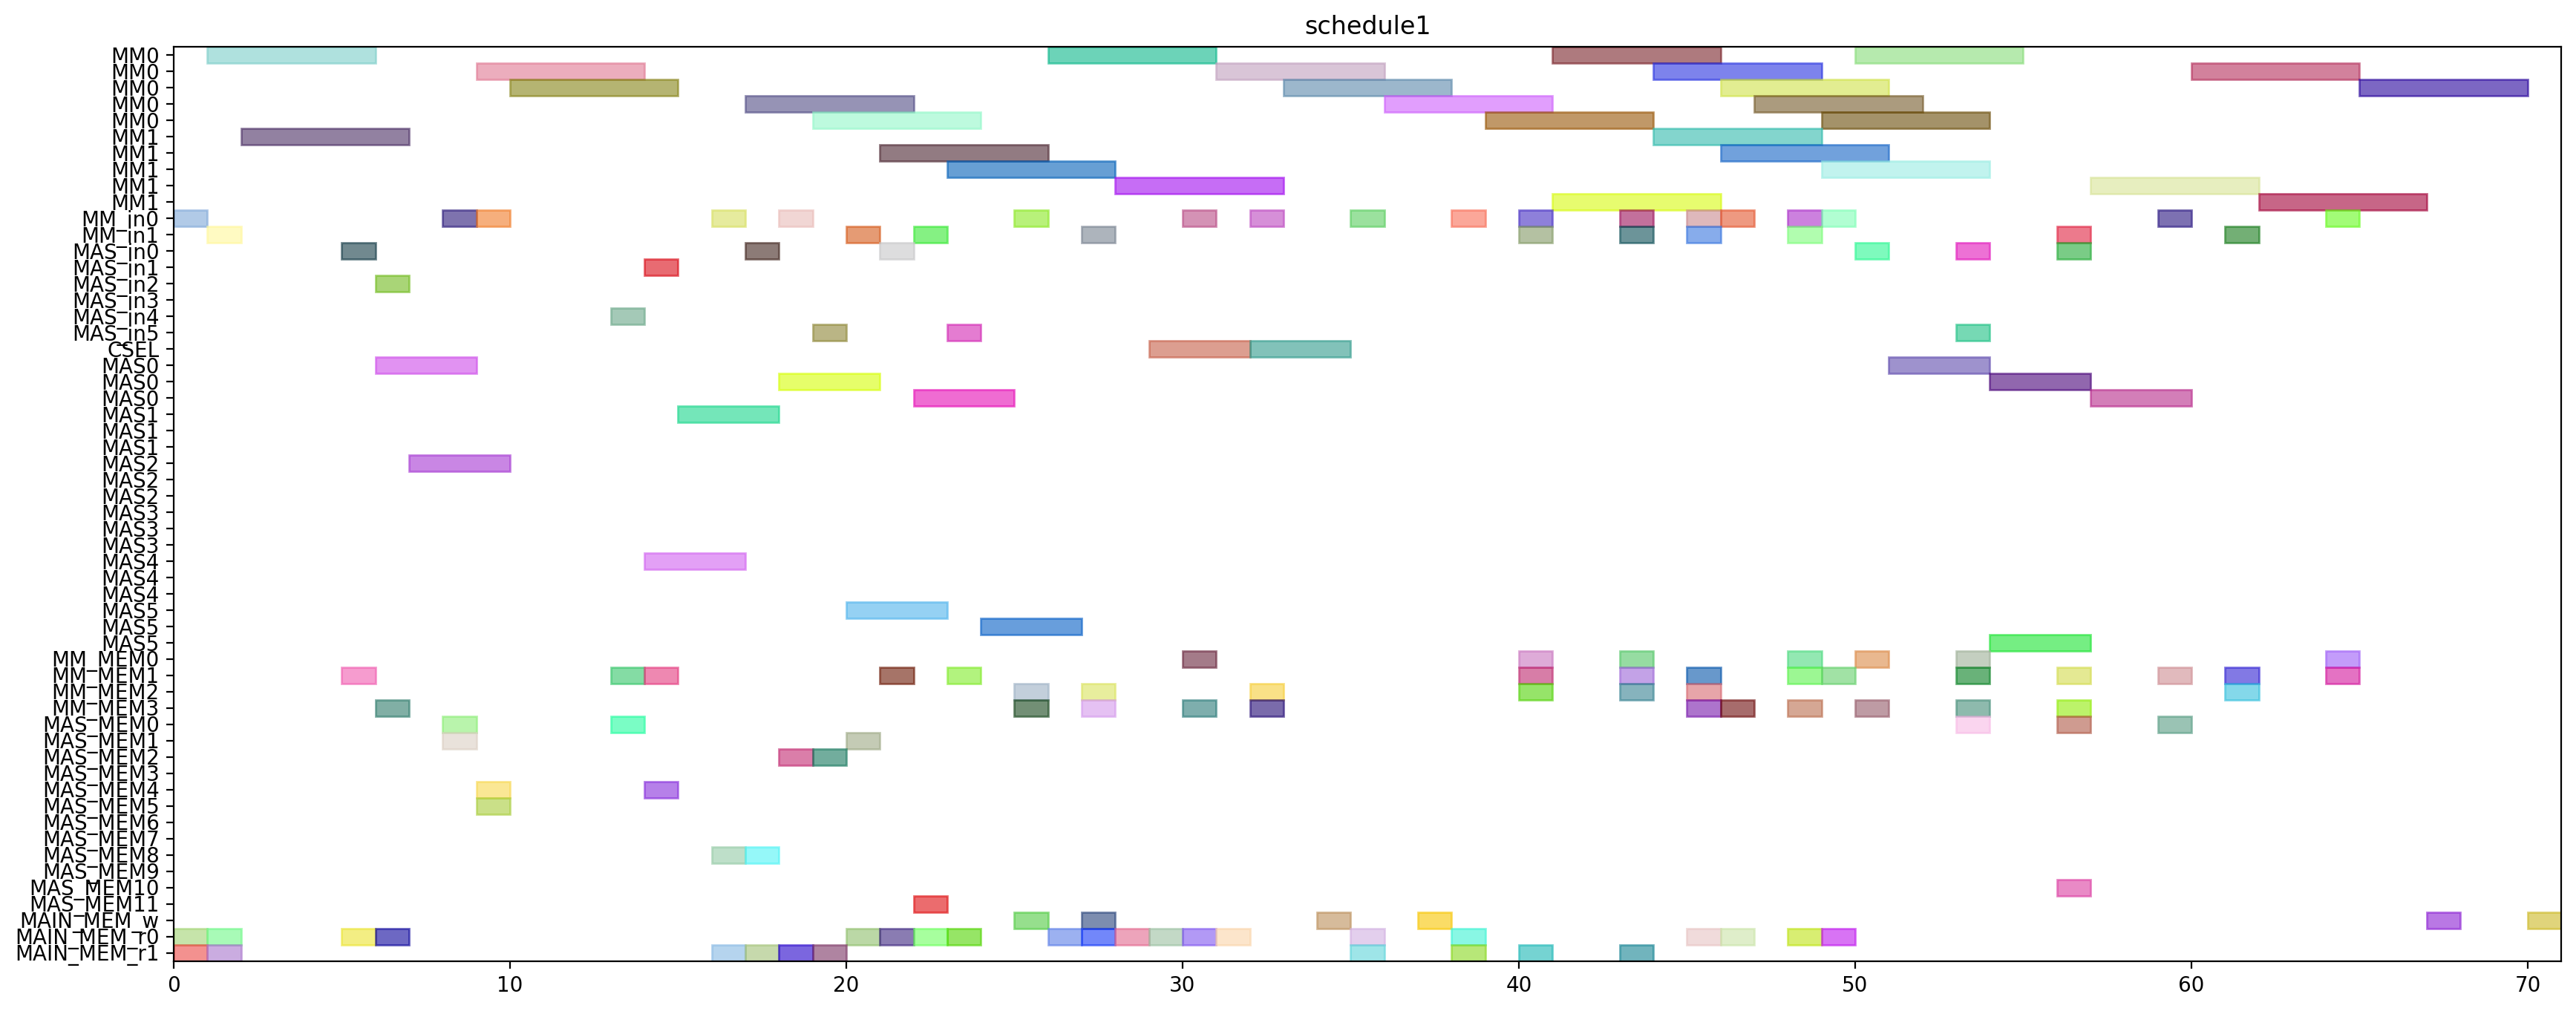 schedule1
MM0
MM0
MM0
MM0
MM0
MM1
MM1
MM1
MM1
MM1
MM_in0
MM_in1
MAS_in0
MAS_in1
MAS_in2
MAS_in3
MAS_in4
MAS_in5
CSEL
MAS0
MAS0
MAS0
MAS1
MAS1
MAS1
MAS2
MAS2
MAS2
MAS3
MAS3
MAS3
MAS4
MAS4
MAS4
MAS5
MAS5
MAS5
MM_MEM0
MM_MEM1
MM_MEM2
MM_MEM3
MAS_MEM0
MAS_MEM1
MAS_MEM2
MAS_MEM3
MAS_MEM4
MAS_MEM5
MAS_MEM6
MAS_MEM7
MAS_MEM8
MAS_MEM9
MAS_MEM10
MAS_MEM11
MAIN_MEM_w
MAIN_MEM_r0
MAIN_MEM_r1
0 10 20 30 40 50 60 70